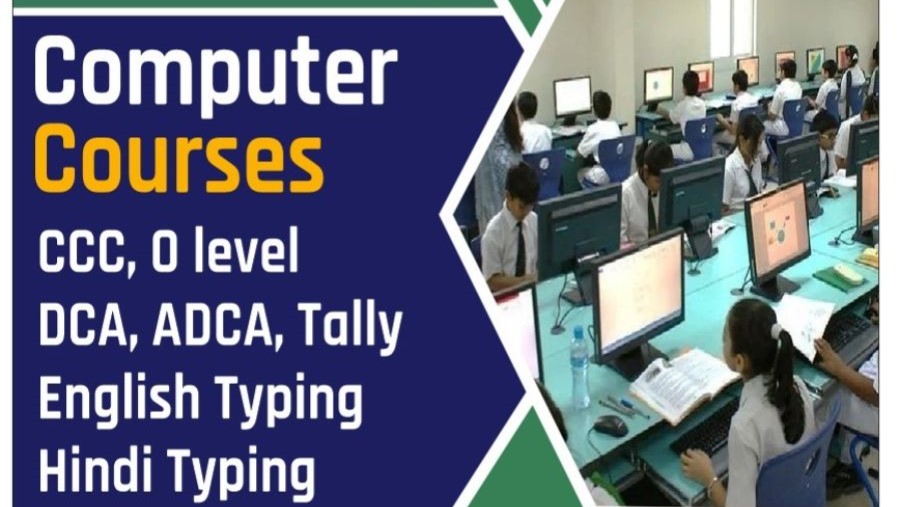 Computer
Courses
CCC, O level
DCA, ADCA, Tally
English Typing
Hindi Typing